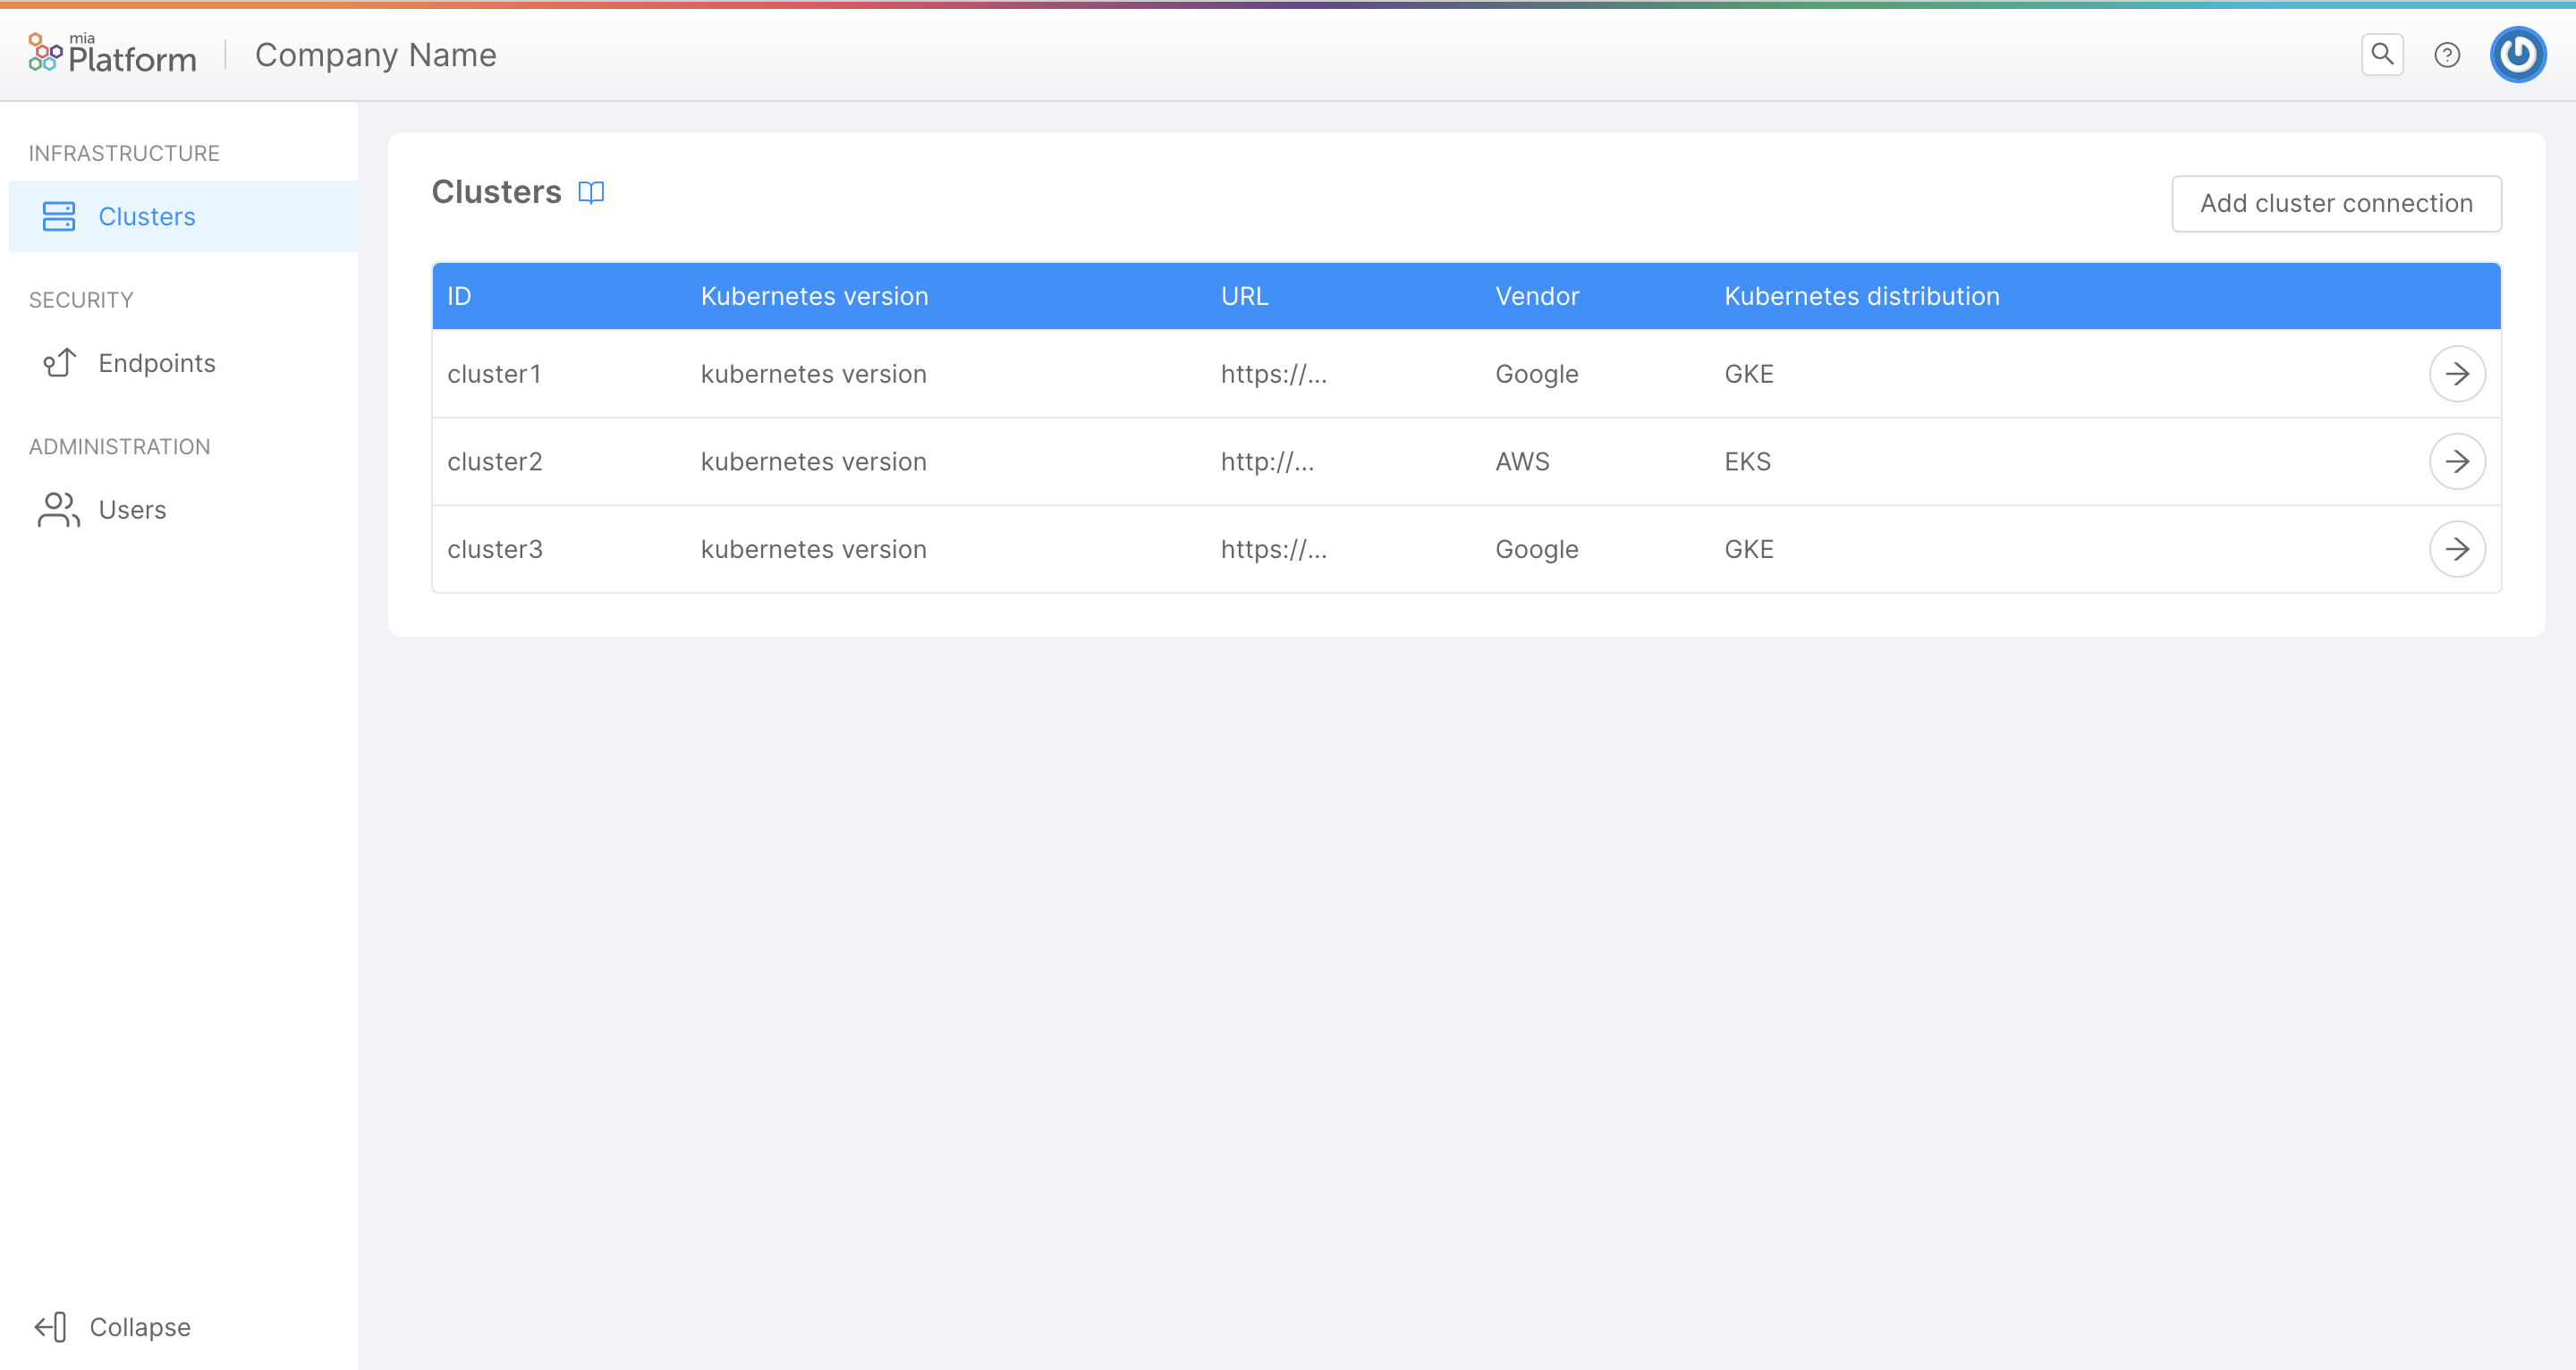 mia
Platform
Company Name
INFRASTRUCTURE
Clusters
SECURITY
Endpoints
ADMINISTRATION
Users
Collapse
Clusters
Add cluster connection
ID Kubernetes version URL Vendor Kubernetes distribution
cluster1 kubernetes version https://... Google GKE
cluster2 kubernetes version http://... AWS EKS
cluster3 kubernetes version https://... Google GKE